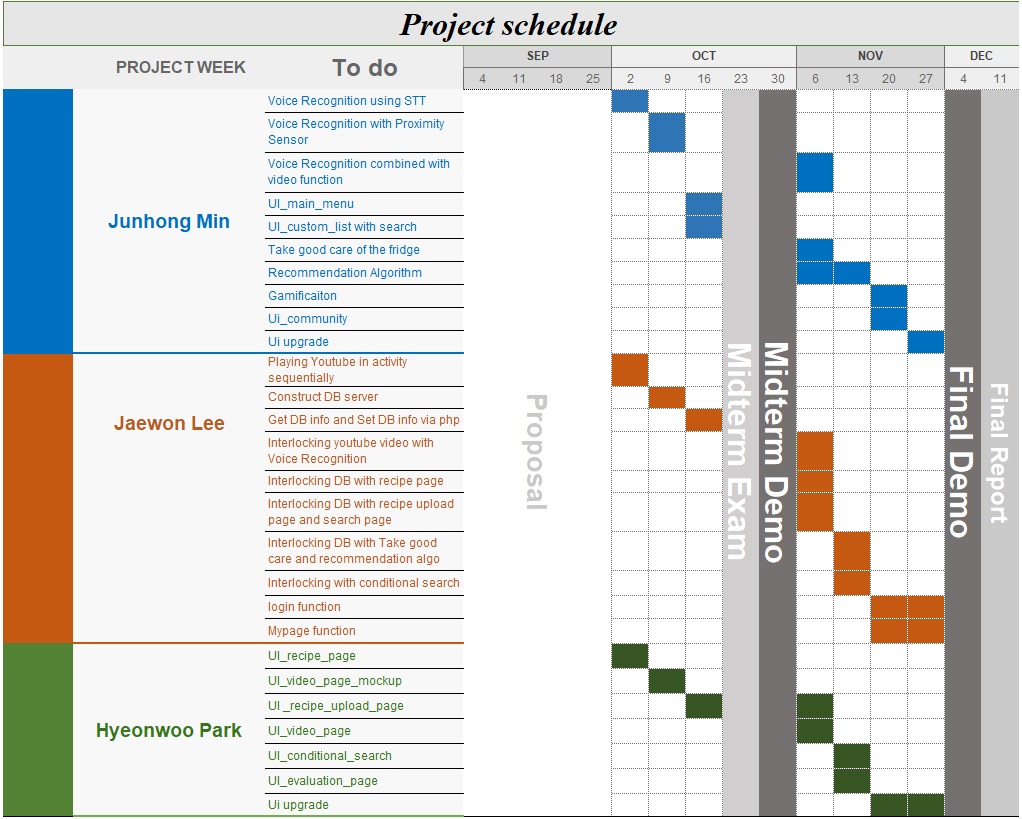 Project schedule
PROJECT WEEK
To do
SEP
OCT
NOV
DEC
4 11 18 25 2 9 16 23 30 6 13 20 27 4 11
Junhong Min
Voice Recognition using STT
Voice Recognition with Proximity
Sensor
Voice Recognition combined with
video function
UI_main_menu
UI_custom_list with search
Take good care of the fridge
Recommendation Algorithm
Gamificaiton
Ui_community
Ui upgrade
Jaewon Lee
Playing Youtube in activity
sequentially
Construct DB server
Get DB info and Set DB info via php
Interlocking youtube video with
Voice Recognition
Interlocking DB with recipe page
Interlocking DB with recipe upload
page and search page
Interlocking DB with Take good
care and recommendation algo
Interlocking with conditional search
login function
Mypage function
Hyeonwoo Park
UI_recipe_page
UI_video_page_mockup
UI _recipe_upload_page
UI_video_page
UI_conditional_search
UI_evaluation_page
Ui upgrade
Proposal
Midterm Exam
Midterm Demo
Final Demo
Final Report